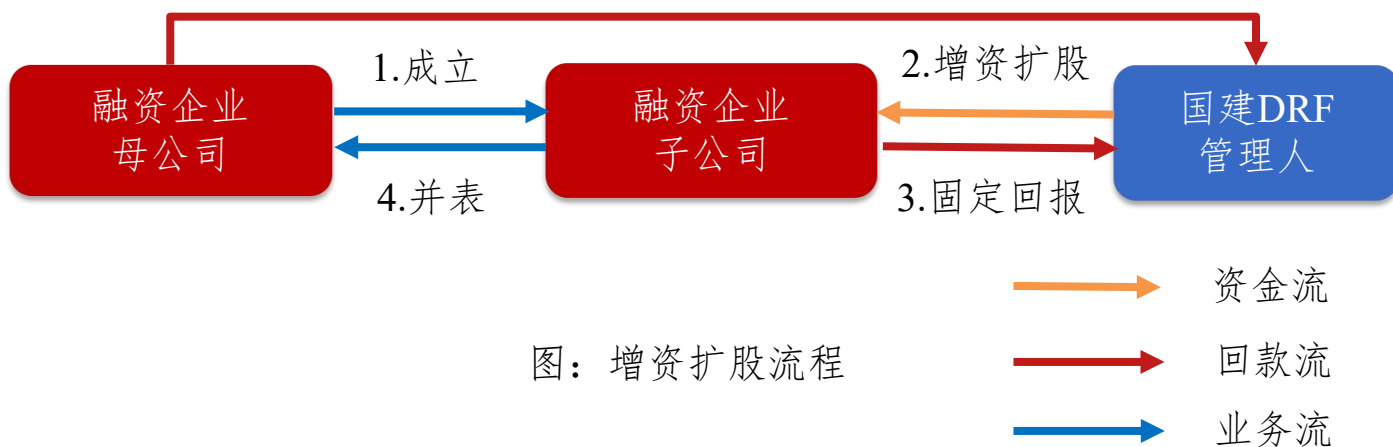 1.成立
2.增资扩股
融资企业
母公司
融资企业
子公司
国建DRF
管理人
4.并表
3.固定回报
资金流
图：增资扩股流程
回款流
业务流